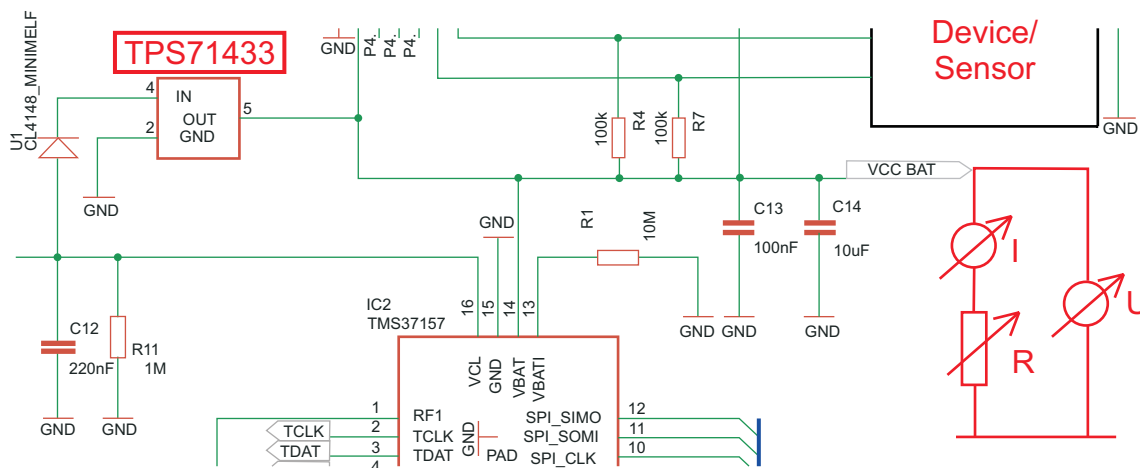 TPS71433
GND
P4.
P4.
P4.
Device/
Sensor
U1
CL4148_MINIMELF
4
IN
OUT
5
2
GND
GND
100k
R4
100k
R7
GND
VCC BAT
GND
R1
10M
C13
100nF
C14
10uF
I
U
R
C12
220nF
R11
1M
GND
GND
IC2
TMS37157
16
15
14
13
GND
GND
GND
VCL
GND
VBAT
VBATI
1
RF1
TCLK
2
TCLK
TDAT
3
TDAT
4
GND
PAD
SPI_SIMO
12
SPI_SOMI
11
SPI_CLK
10